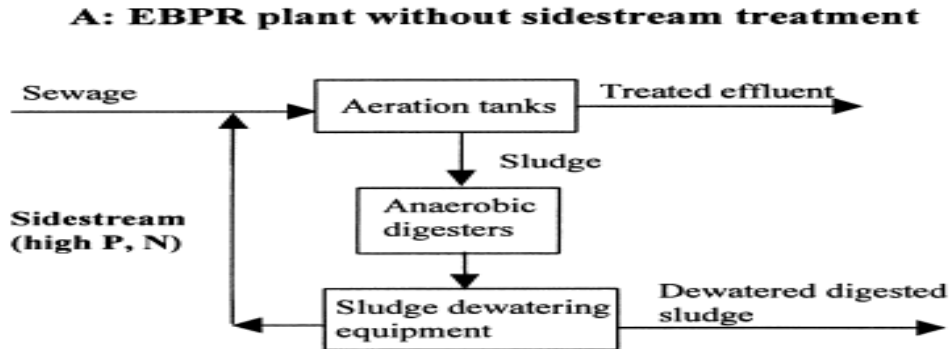 A: EBPR plant without sidestream treatment
Sewage
Aeration tanks
Treated effluent
Sludge
Anaerobic
digesters
Sidestream
(high P, N)
Sludge dewatering
equipment
Dewatered digested
sludge